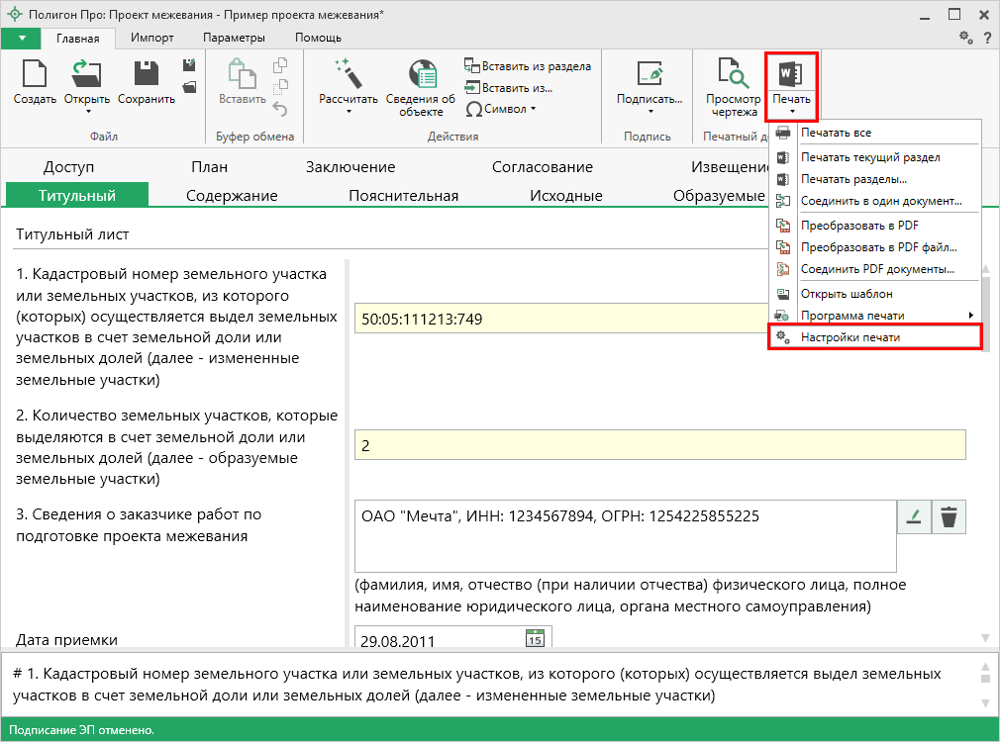 Полигон Про: Проект межевания - Пример проекта межевания*
Главная Импорт Параметры Помощь
?
Создать Открыть Сохранить
Файл
Вставить
Буфер обмена
Рассчитать Сведения об объекте
Вставить из раздела
Вставить из...
Символ
Действия
Подписать...
Подпись
Просмотр чертежа
Печать
Печатный д
Печатать все
Печатать текущий раздел
Печатать разделы...
Соединить в один документ...
Преобразовать в PDF
Преобразовать в PDF файл...
Соединить PDF документы...
Открыть шаблон
Программа печати
Настройки печати
Доступ План Заключение Согласование Извещени
Титульный Содержание Пояснительная Исходные Образуемые
Титульный лист
1. Кадастровый номер земельного участка
или земельных участков, из которого
(которых) осуществляется выдел земельных
участков в счет земельной доли или
земельных долей (далее - измененные
земельные участки)
50:05:111213:749
2. Количество земельных участков, которые
выделяются в счет земельной доли или
земельных долей (далее - образуемые
земельные участки)
2
3. Сведения о заказчике работ по
подготовке проекта межевания
ОАО "Мечта", ИНН: 1234567894, ОГРН: 1254225855225
(фамилия, имя, отчество (при наличии отчества) физического лица, полное
наименование юридического лица, органа местного самоуправления)
Дата приемки
29.08.2011
15
# 1. Кадастровый номер земельного участка или земельных участков, из которого (которых) осуществляется выдел земельных
участков в счет земельной доли или земельных долей (далее - измененные земельные участки)
Подписание ЭП отменено.